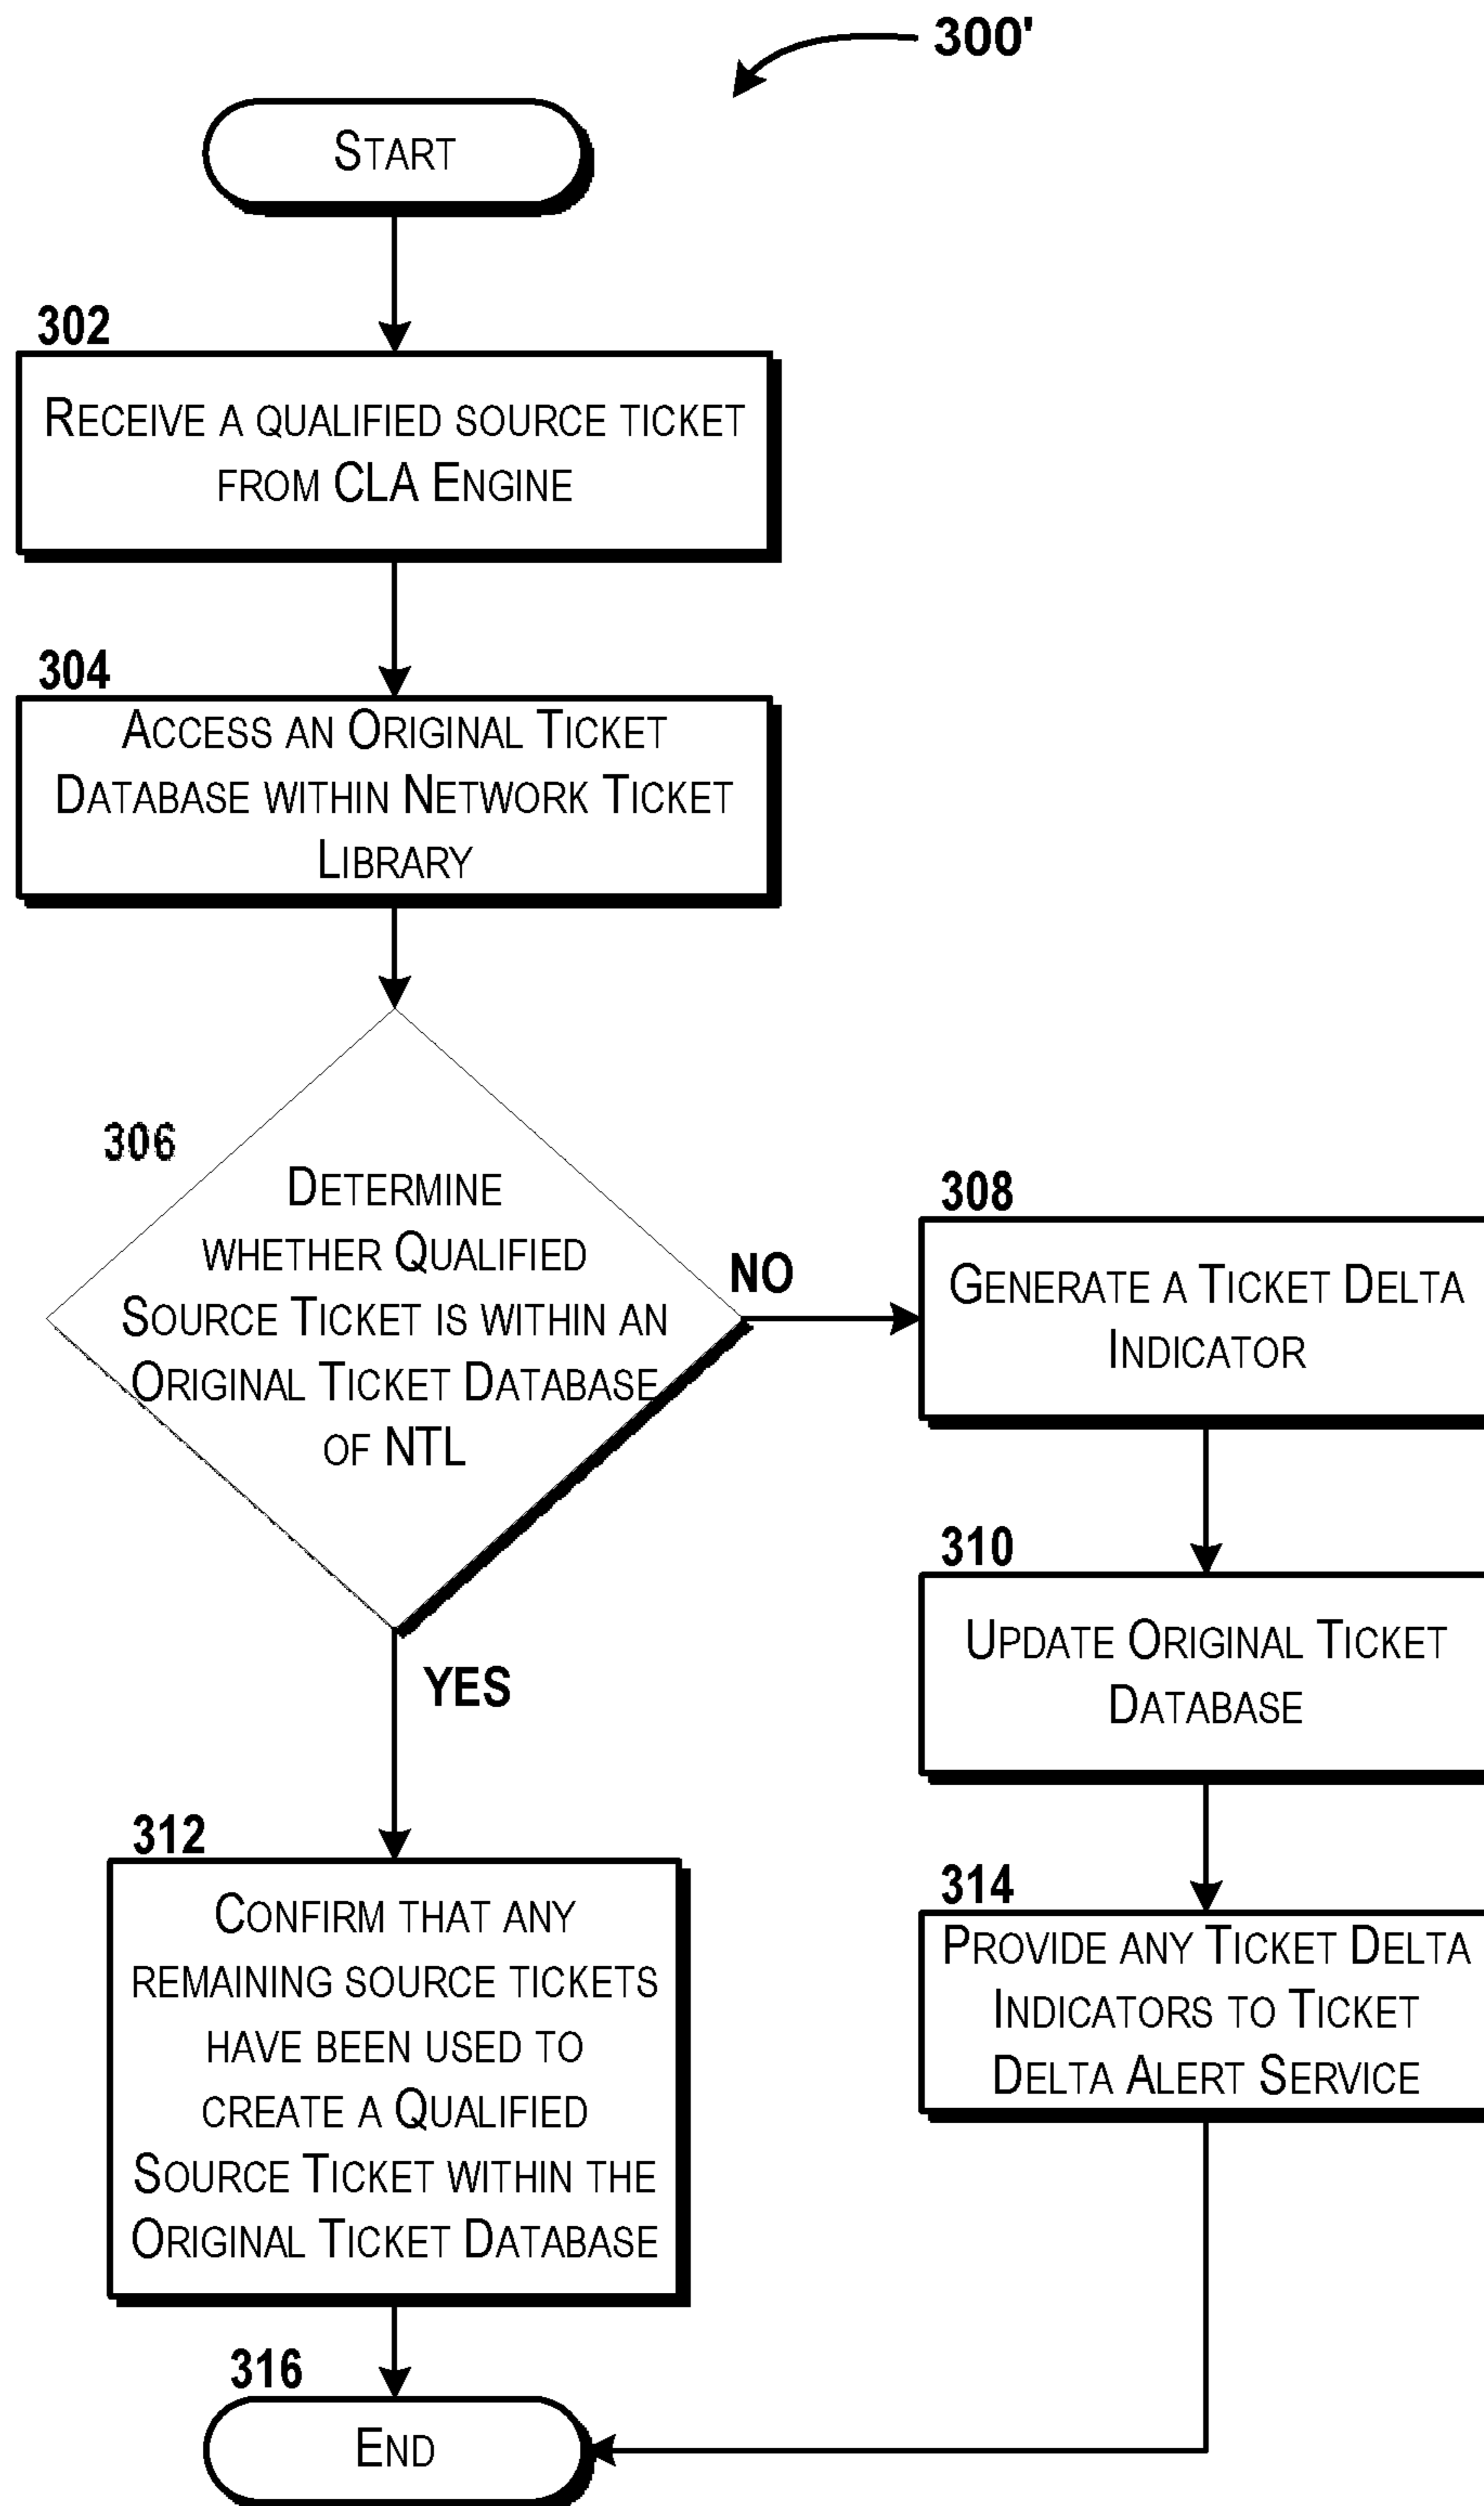 300'
START
302
RECEIVE A QUALIFIED SOURCE TICKET
FROM CLA ENGINE
304
ACCESS AN ORIGINAL TICKET
DATABASE WITHIN NETWORK TICKET
LIBRARY
306
DETERMINE
WHETHER QUALIFIED
SOURCE TICKET IS WITHIN AN
ORIGINAL TICKET DATABASE
OF NTL
NO
308
GENERATE A TICKET DELTA
INDICATOR
310
UPDATE ORIGINAL TICKET
DATABASE
YES
312
CONFIRM THAT ANY
REMAINING SOURCE TICKETS
HAVE BEEN USED TO
CREATE A QUALIFIED
SOURCE TICKET WITHIN THE
ORIGINAL TICKET DATABASE
314
PROVIDE ANY TICKET DELTA
INDICATORS TO TICKET
DELTA ALERT SERVICE
316
END